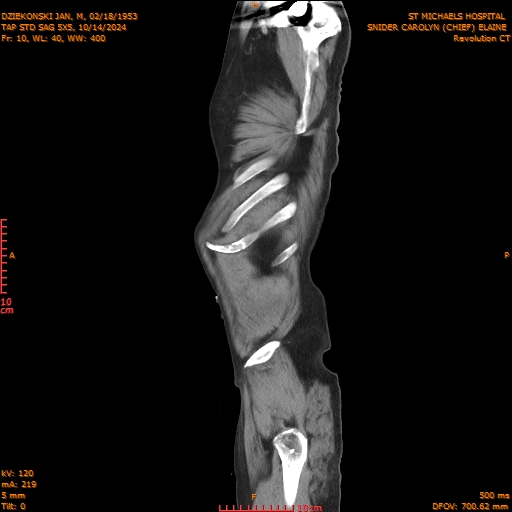 DZIEKONSKI JAN, M, 02/18/1953
TAP STD SAG 5X5, 10/14/2024
Fr: 10, WL: 40, WW: 400
H
ST MICHAELS HOSPITAL
SNIDER CAROLYN (CHIEF) ELAINE
Revolution CT
A
P
10
cm
kV: 120
mA: 219
5 mm
Tilt: 0
F
10cm
500 ms
DFOV: 700.62 mm